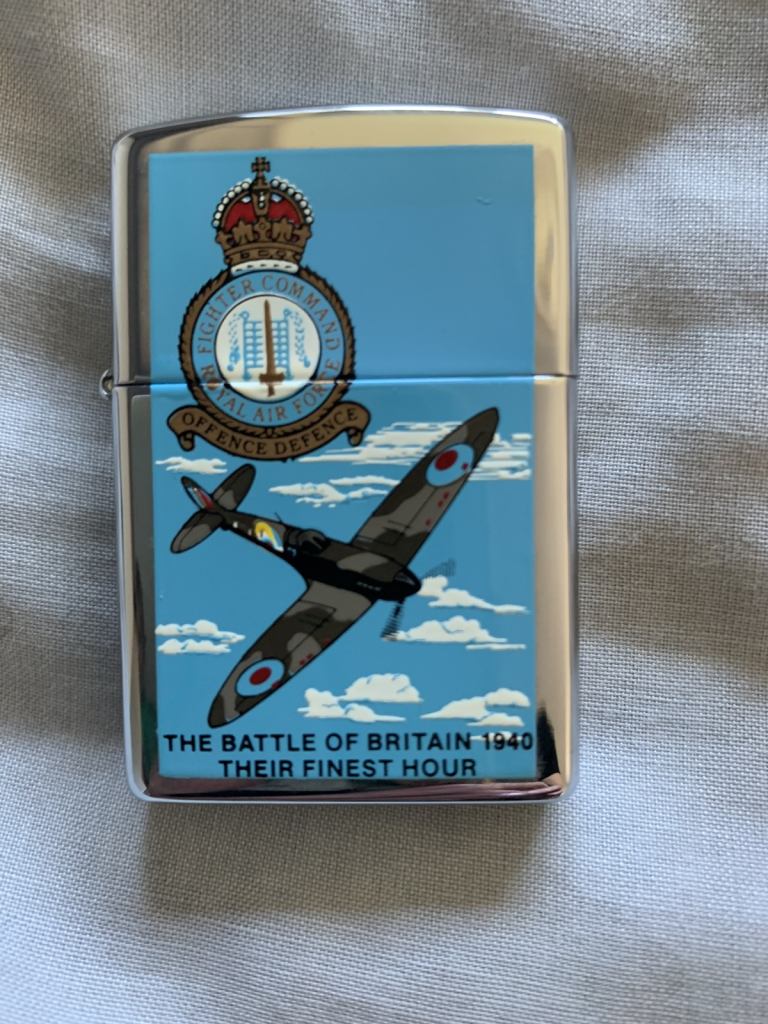 FIGHTER COMMAND
ROYAL AIR FORCE
OFFENCE DEFENCE
THE BATTLE OF BRITAIN 1940
THEIR FINEST HOUR